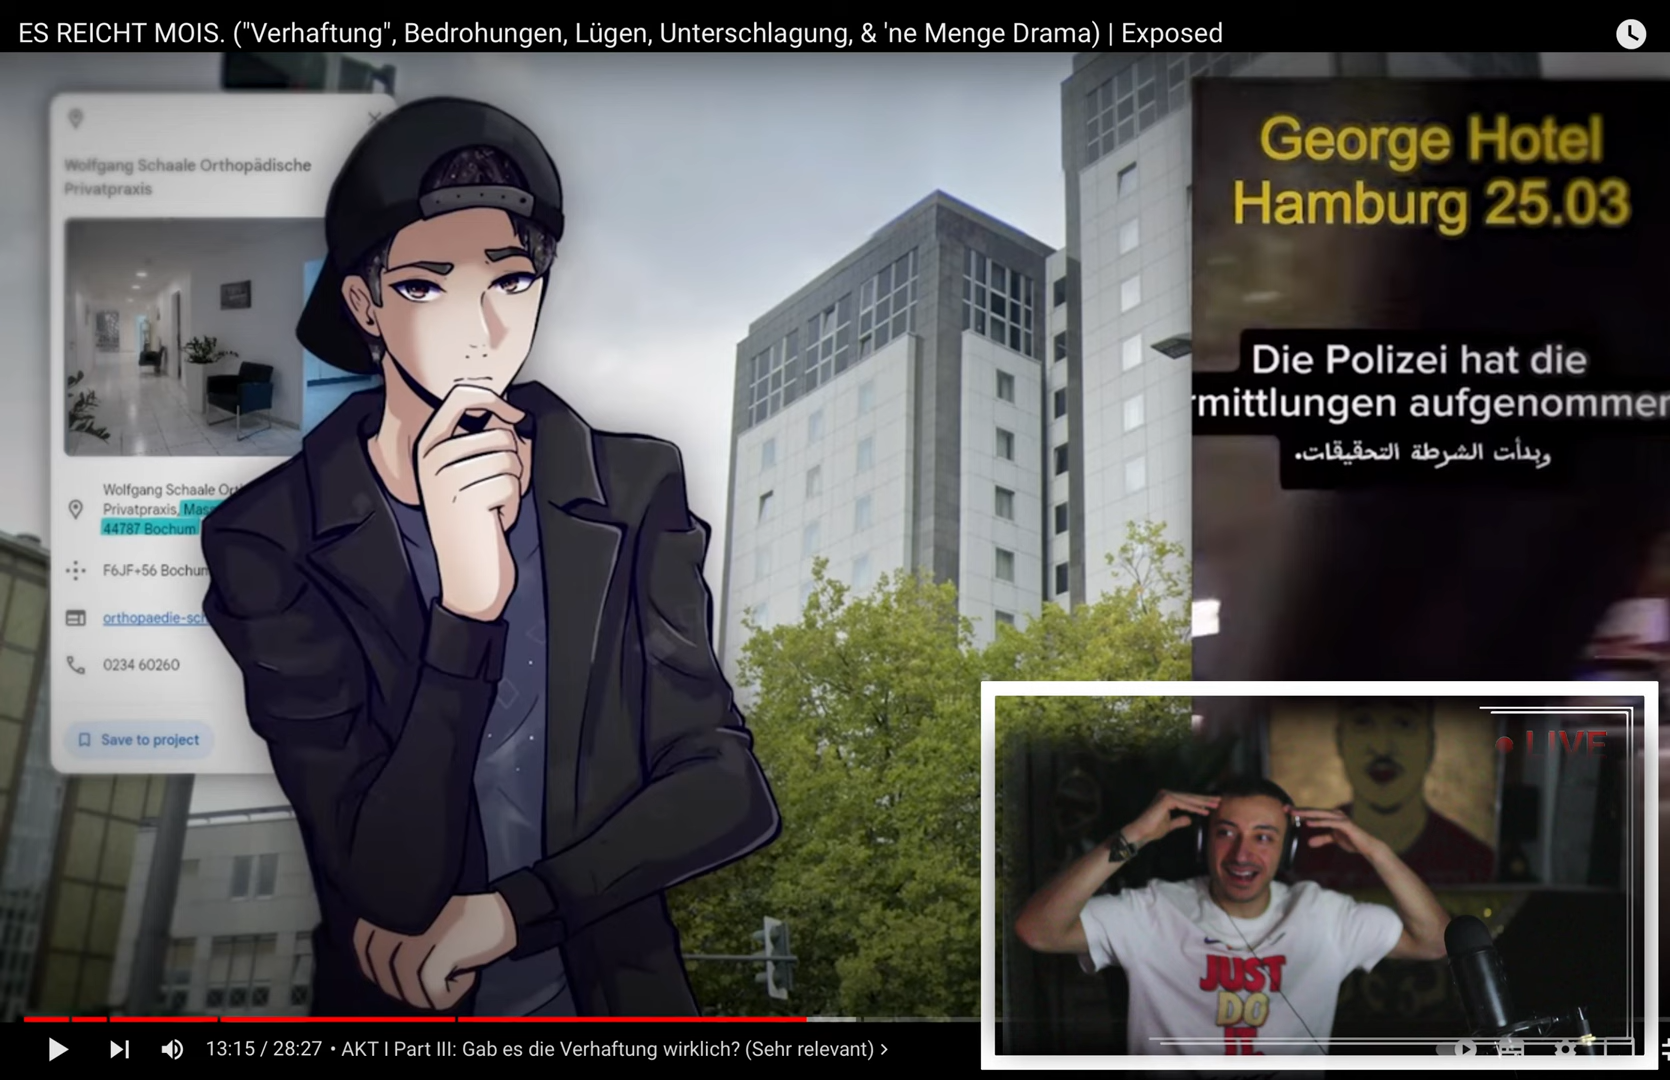 ES REICHT MOIS. ("Verhaftung", Bedrohungen, Lügen, Unterschlagung, & 'ne Menge Drama) | Exposed
Wolfgang Schaale Orthopädische
Privatpraxis
Wolfgang Schaale
Privatpraxis,
44787 Bochum
F6JF+56 Bochum
0234 60260
Save to project
George Hotel
Hamburg 25.03
Die Polizei hat die
aufgenommen
وبدأت الشرطة التحقيقات.
LIVE
JUST
DO
IT.
13:15 / 28:27 • AKT I Part III: Gab es die Verhaftung wirklich? (Sehr relevant) >